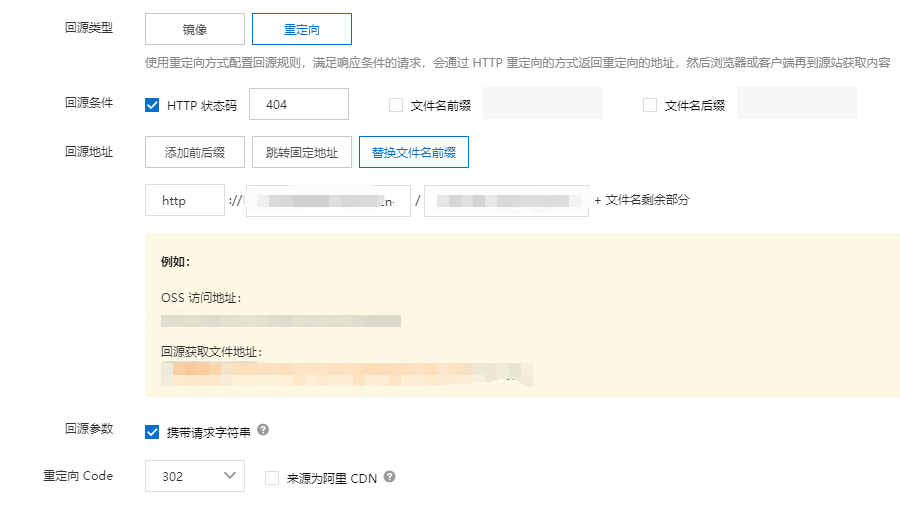 回源类型 镜像 重定向
使用重定向方式配置回源规则，满足响应条件的请求，会通过 HTTP 重定向的方式返回重定向的地址，然后浏览器或客户端再到源站获取内容
回源条件 HTTP 状态码 404 文件名前缀 文件名后缀
回源地址 添加前后缀 跳转固定地址 替换文件名前缀
http :// cn- / + 文件名剩余部分
例如：
OSS 访问地址：
回源获取文件地址：
回源参数 携带请求字符串
重定向 Code 302 来源为阿里 CDN